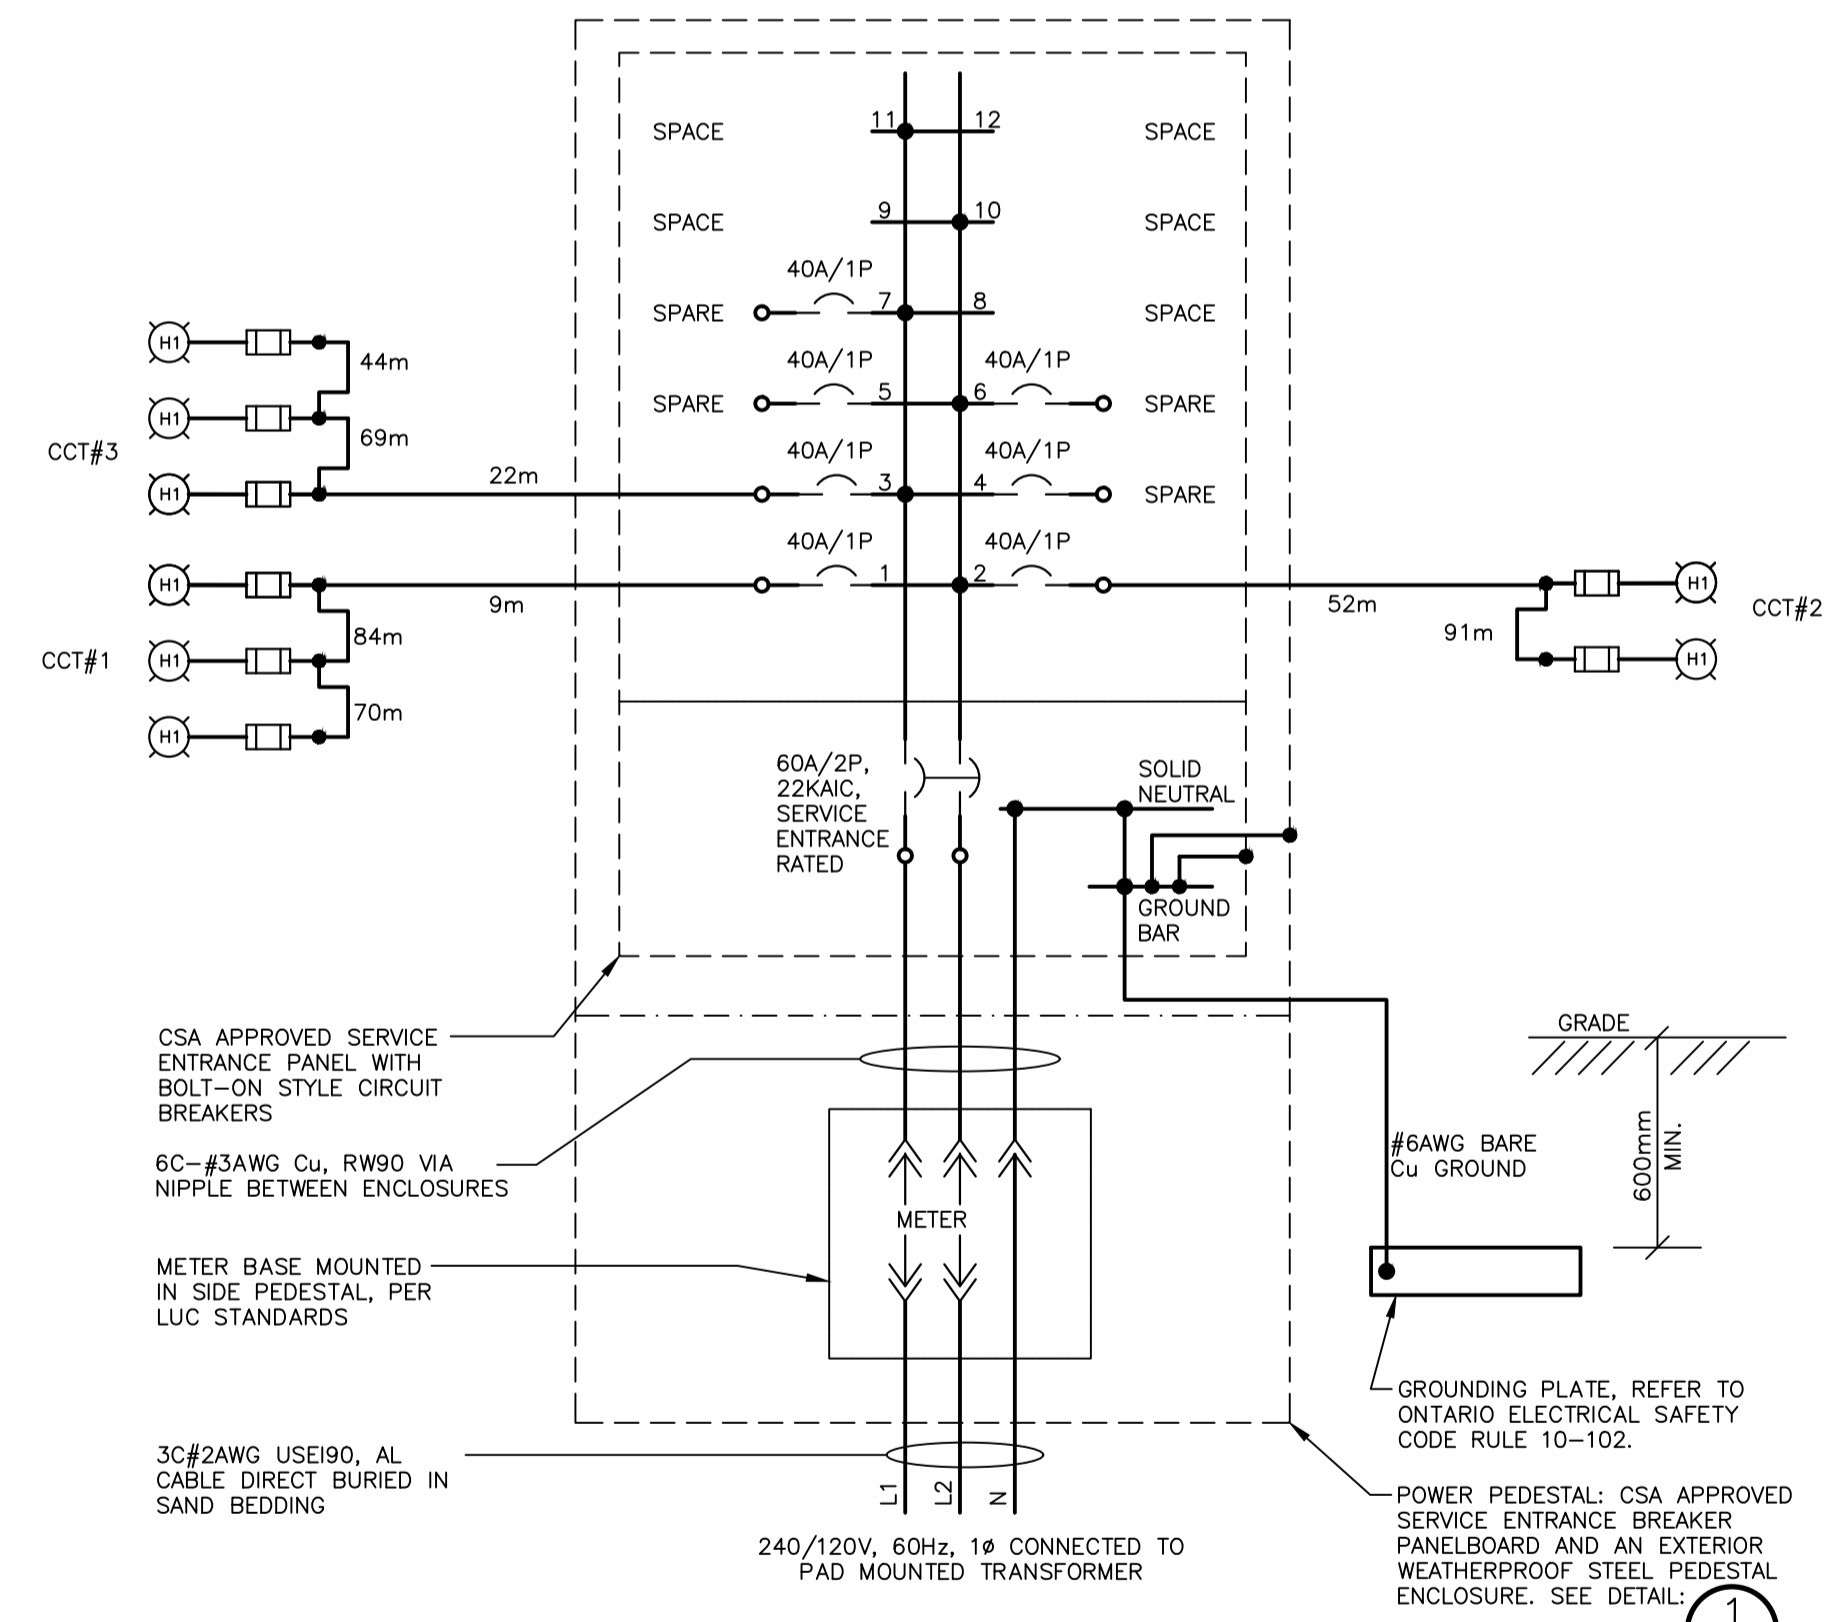 SPACE 11 12 SPACE
SPACE 9 10 SPACE
40A/1P
SPARE 7 8 SPACE
40A/1P 40A/1P
SPARE 5 6 SPARE
40A/1P 40A/1P
3 4 SPARE
40A/1P 40A/1P
1 2
H1
44m
H1
CCT#3
69m
H1
22m
H1
9m
84m
CCT#1
H1
70m
H1
52m
H1
CCT#2
91m
H1
60A/2P,
22KAIC,
SERVICE
ENTRANCE
RATED
SOLID
NEUTRAL
GROUND
BAR
CSA APPROVED SERVICE
ENTRANCE PANEL WITH
BOLT-ON STYLE CIRCUIT
BREAKERS
6C-#3AWG Cu, RW90 VIA
NIPPLE BETWEEN ENCLOSURES
METER
METER BASE MOUNTED
IN SIDE PEDESTAL, PER
LUC STANDARDS
3C#2AWG USEI90, AL
CABLE DIRECT BURIED IN
SAND BEDDING
L1 L2 N
240/120V, 60Hz, 1ø CONNECTED TO
PAD MOUNTED TRANSFORMER
GRADE
600mm
MIN.
#6AWG BARE
Cu GROUND
GROUNDING PLATE, REFER TO
ONTARIO ELECTRICAL SAFETY
CODE RULE 10-102.
POWER PEDESTAL: CSA APPROVED
SERVICE ENTRANCE BREAKER
PANELBOARD AND AN EXTERIOR
WEATHERPROOF STEEL PEDESTAL
ENCLOSURE. SEE DETAIL:
1